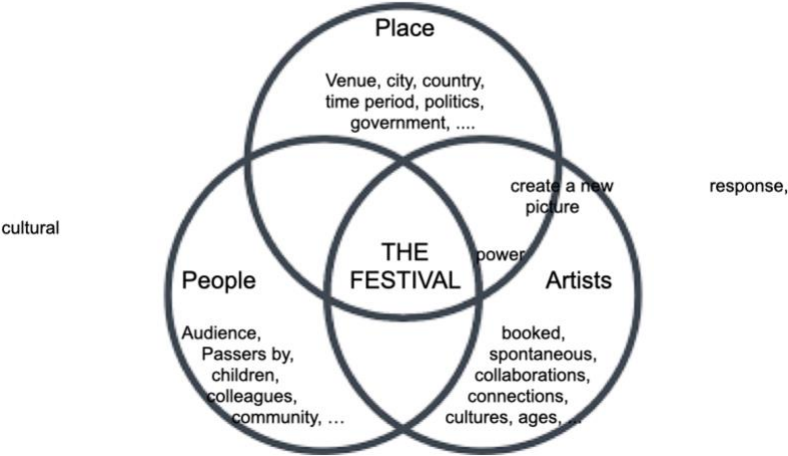 Place
Venue, city, country,
time period, politics,
government, ....
create a new
picture
response,
cultural
power
THE
FESTIVAL
People
Artists
Audience,
Passers by,
children,
colleagues,
community, …
booked,
spontaneous,
collaborations,
connections,
cultures, ages, ...